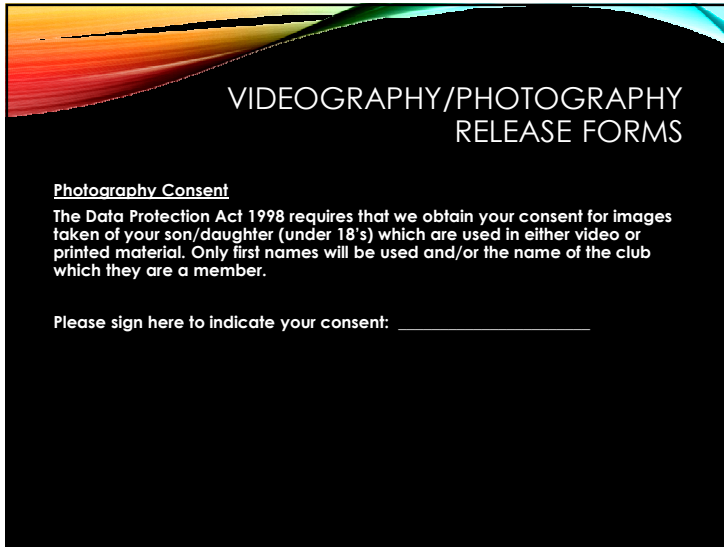 VIDEOGRAPHY/PHOTOGRAPHY
RELEASE FORMS
Photography Consent
The Data Protection Act 1998 requires that we obtain your consent for images
taken of your son/daughter (under 18’s) which are used in either video or
printed material. Only first names will be used and/or the name of the club
which they are a member.
Please sign here to indicate your consent: ______________________